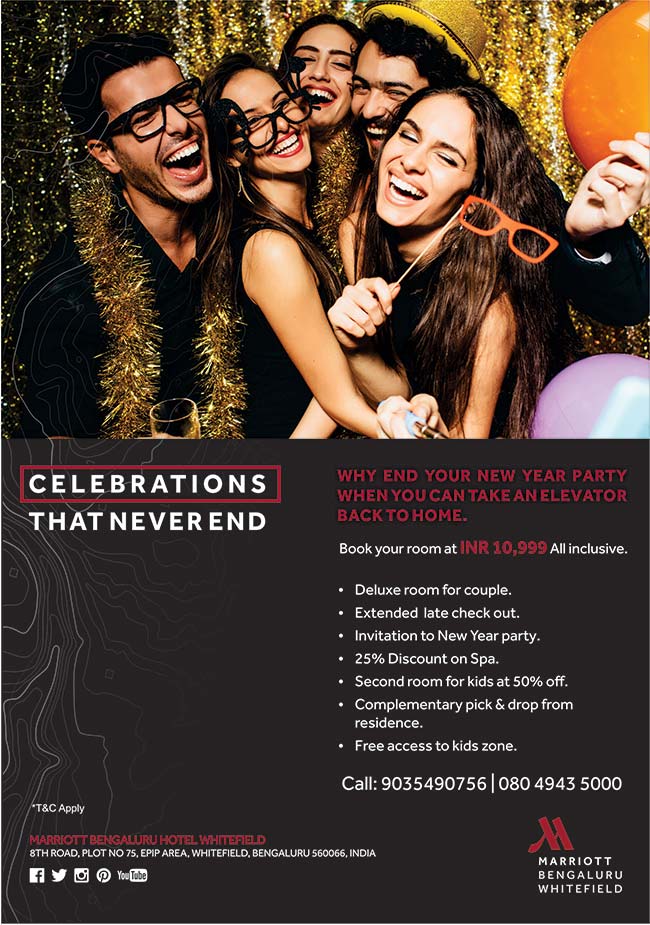 CELEBRATIONS
THAT NEVER END
WHY END YOUR NEW YEAR PARTY
WHEN YOU CAN TAKE AN ELEVATOR
BACK TO HOME.
Book your room at INR 10,999 All inclusive.
• Deluxe room for couple.
• Extended late check out.
• Invitation to New Year party.
• 25% Discount on Spa.
• Second room for kids at 50% off.
• Complementary pick & drop from
residence.
• Free access to kids zone.
Call: 9035490756 | 080 4943 5000
*T&C Apply
MARRIOTT BENGALURU HOTEL WHITEFIELD
8TH ROAD, PLOT NO 75, EPIP AREA, WHITEFIELD, BENGALURU 560066, INDIA
You Tube
MARRIOTT
BENGALURU
WHITEFIELD